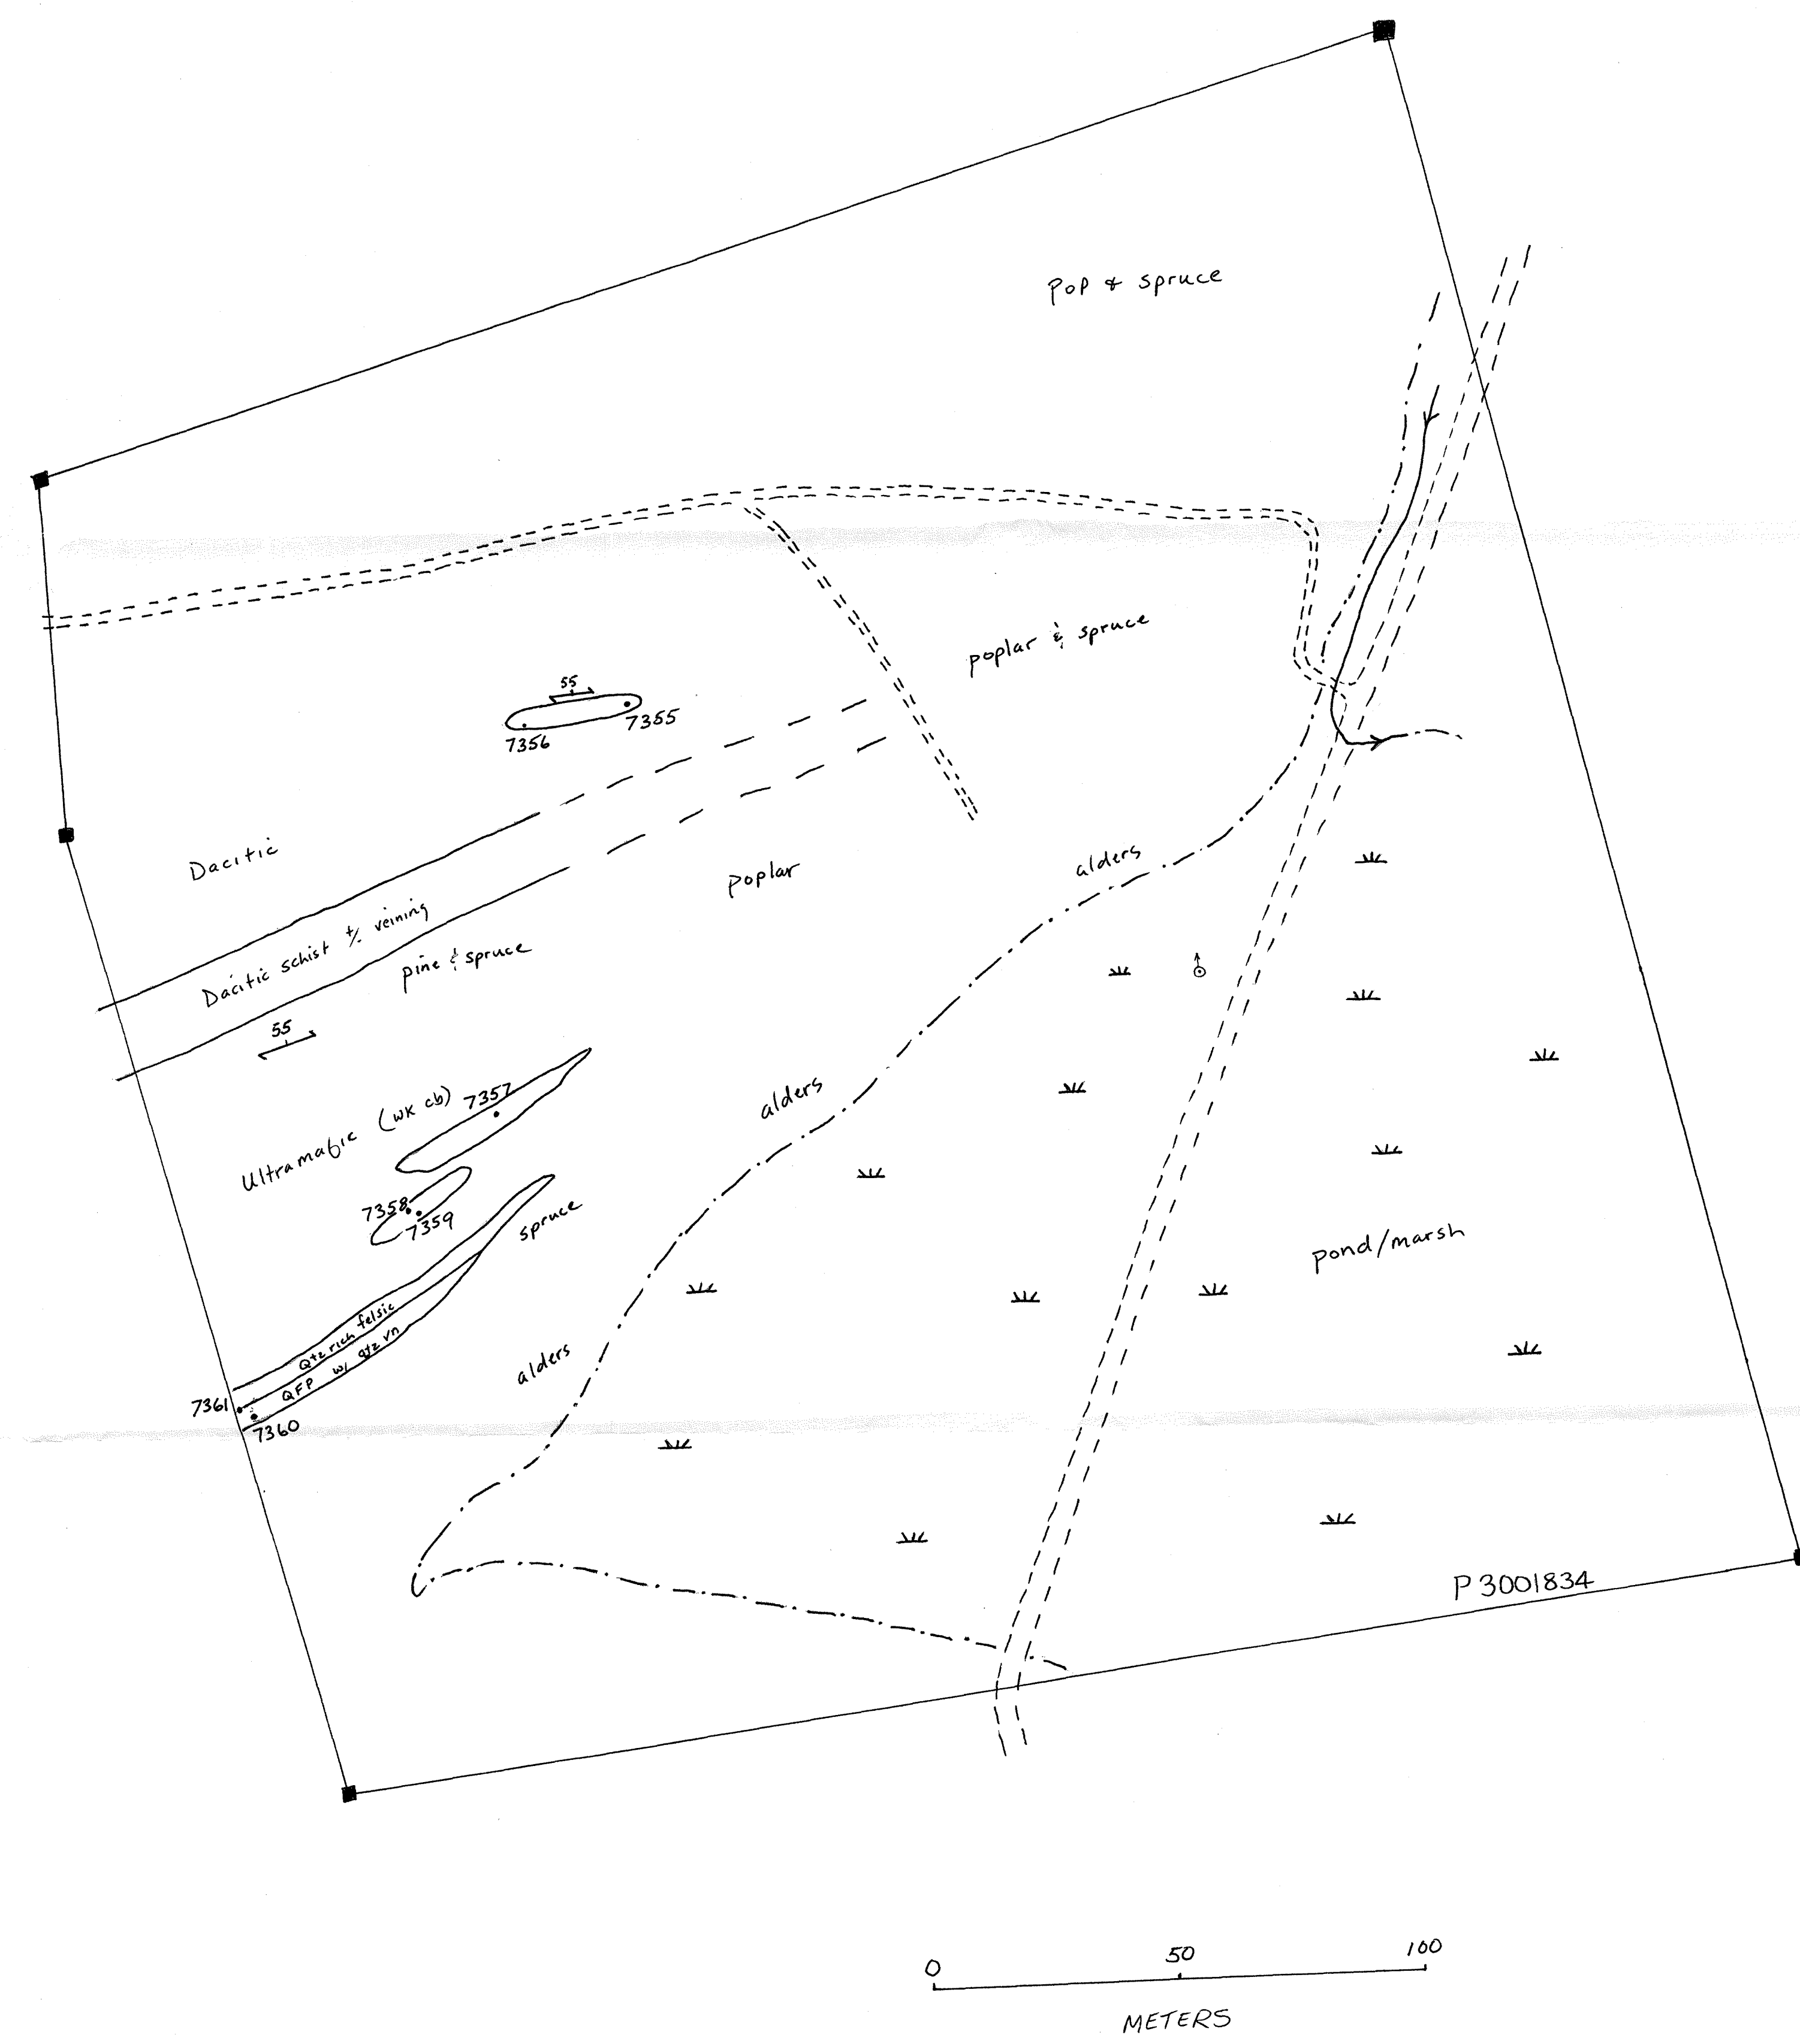 Pop & spruce
poplar & spruce
55
7355
7356
Dacitic
poplar
alders
Dacitic schist +/- veining
pine & spruce
55
Ultramafic (wk cb)
7357
alders
7358
7359
spruce
pond/marsh
Qtz rich felsic
QFP w/ qtz vn
alders
7361
7360
P3001834
0 50 100
METERS